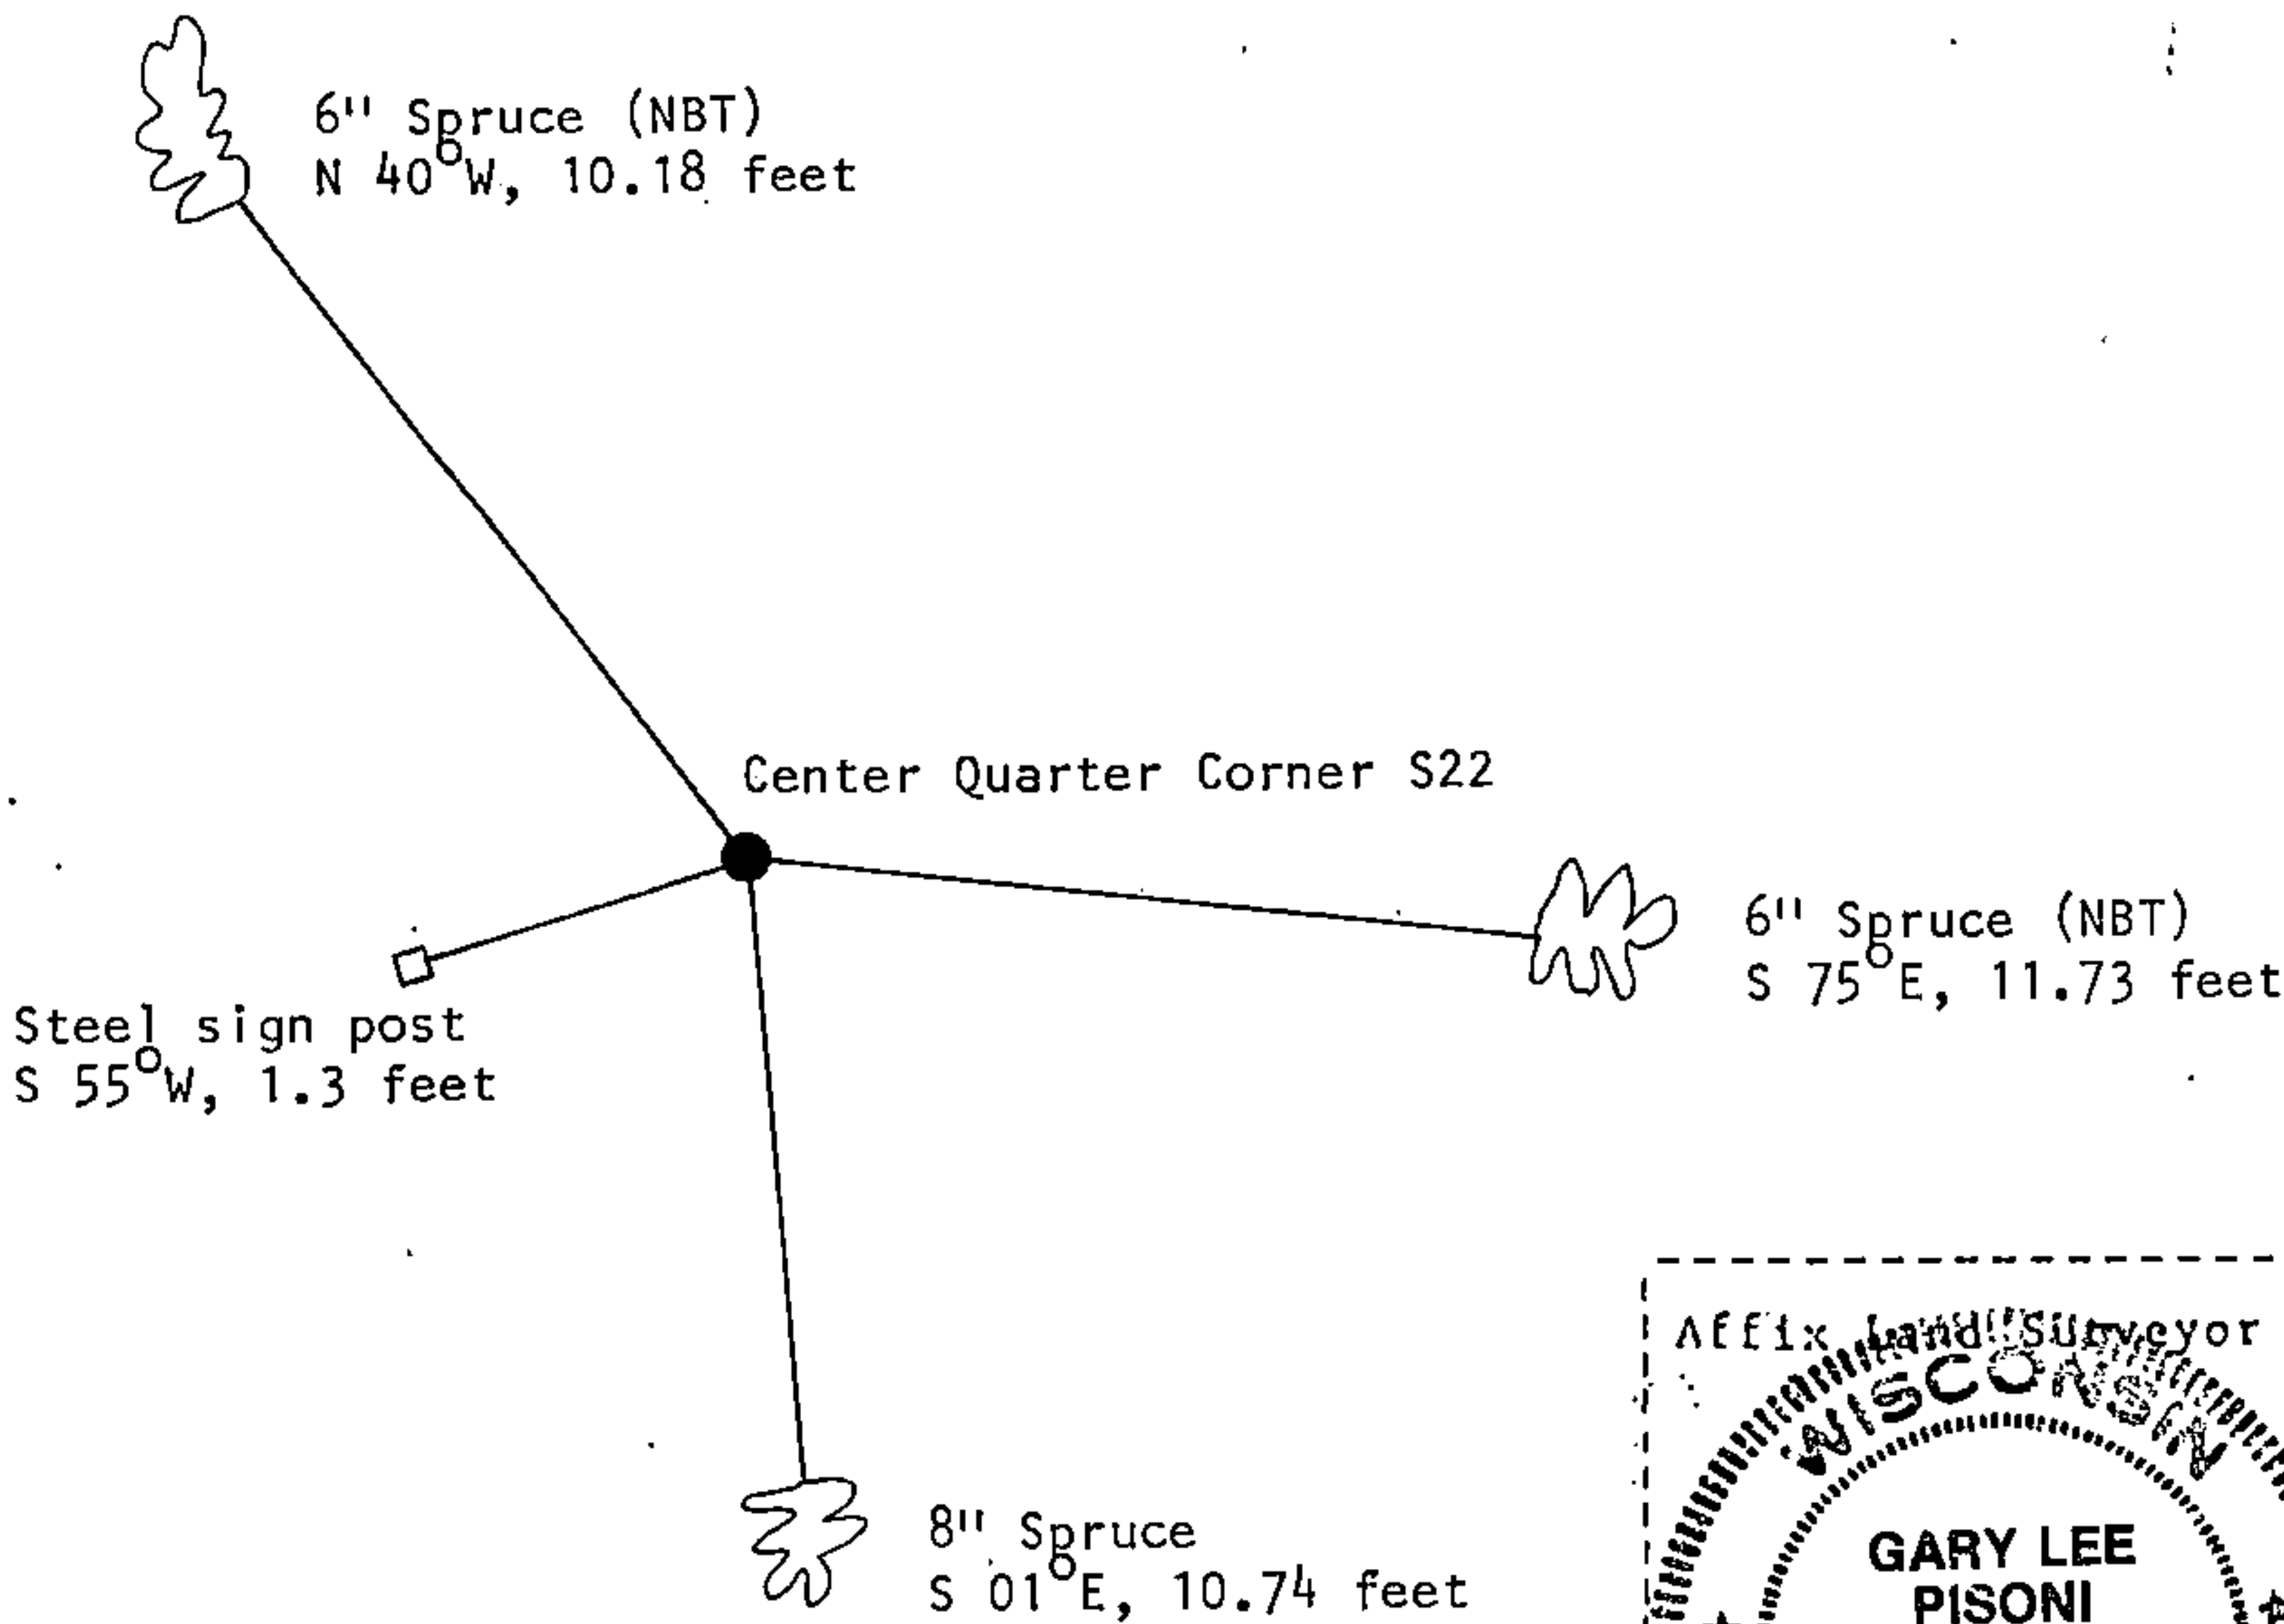 6" Spruce (NBT)
N 40°W, 10.18 feet
Center Quarter Corner S22
6" Spruce (NBT)
S 75°E, 11.73 feet
Steel sign post
S 55°W, 1.3 feet
8" Spruce
S 01°E, 10.74 feet
Affix Land Surveyor
WISCONSIN
GARY LEE
PISONI